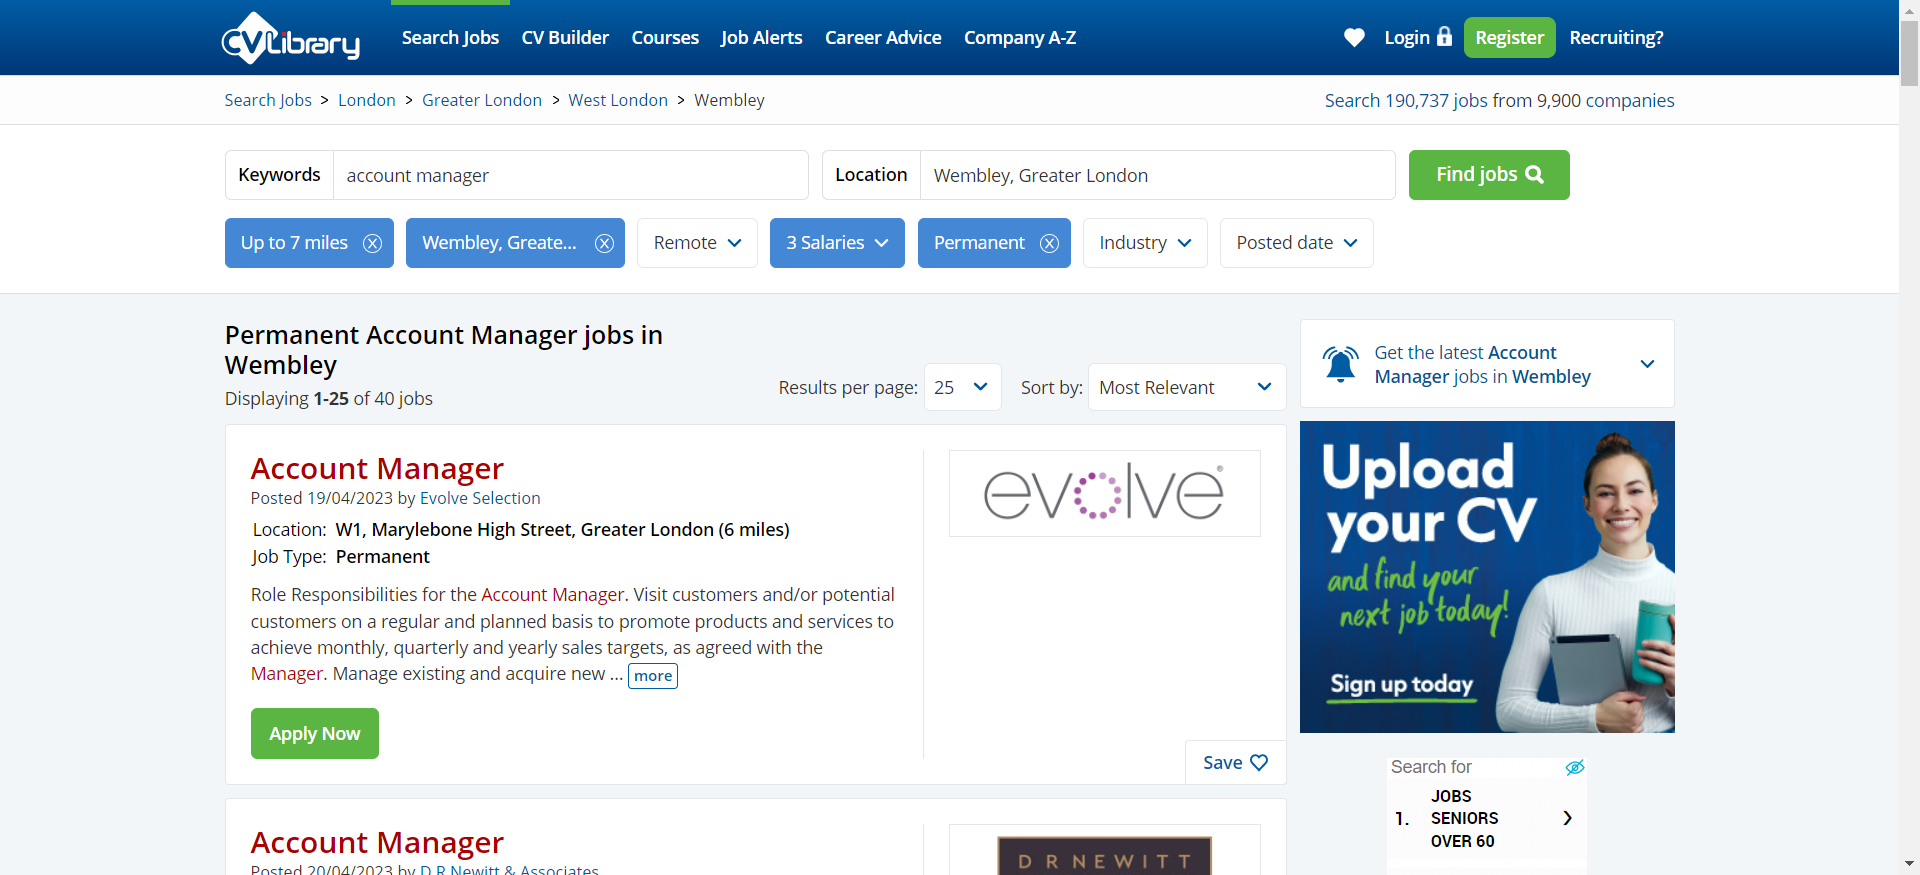 CVLibrary
Search Jobs
CV Builder
Courses
Job Alerts
Career Advice
Company A-Z
Login
Register
Recruiting?
Search Jobs > London > Greater London > West London > Wembley
Search 190,737 jobs from 9,900 companies
Keywords
account manager
Location
Wembley, Greater London
Find jobs
Up to 7 miles
Wembley, Greate...
Remote
3 Salaries
Permanent
Industry
Posted date
Permanent Account Manager jobs in
Wembley
Displaying 1-25 of 40 jobs
Results per page: 25
Sort by: Most Relevant
Get the latest Account
Manager jobs in Wembley
Account Manager
Posted 19/04/2023 by Evolve Selection
Location: W1, Marylebone High Street, Greater London (6 miles)
Job Type: Permanent
Role Responsibilities for the Account Manager. Visit customers and/or potential
customers on a regular and planned basis to promote products and services to
achieve monthly, quarterly and yearly sales targets, as agreed with the
Manager. Manage existing and acquire new ... more
Apply Now
evolve®
Save
Upload
your CV
and find your
next job today!
Sign up today
Search for
1. JOBS
SENIORS
OVER 60
Account Manager
Posted 20/04/2023 by D R Newitt & Associates
D R NEWITT